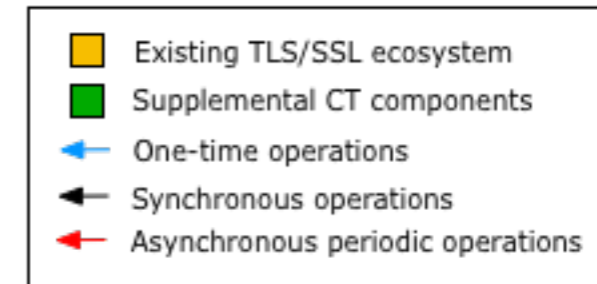 Existing TLS/SSL ecosystem
Supplemental CT components
One-time operations
Synchronous operations
Asynchronous periodic operations